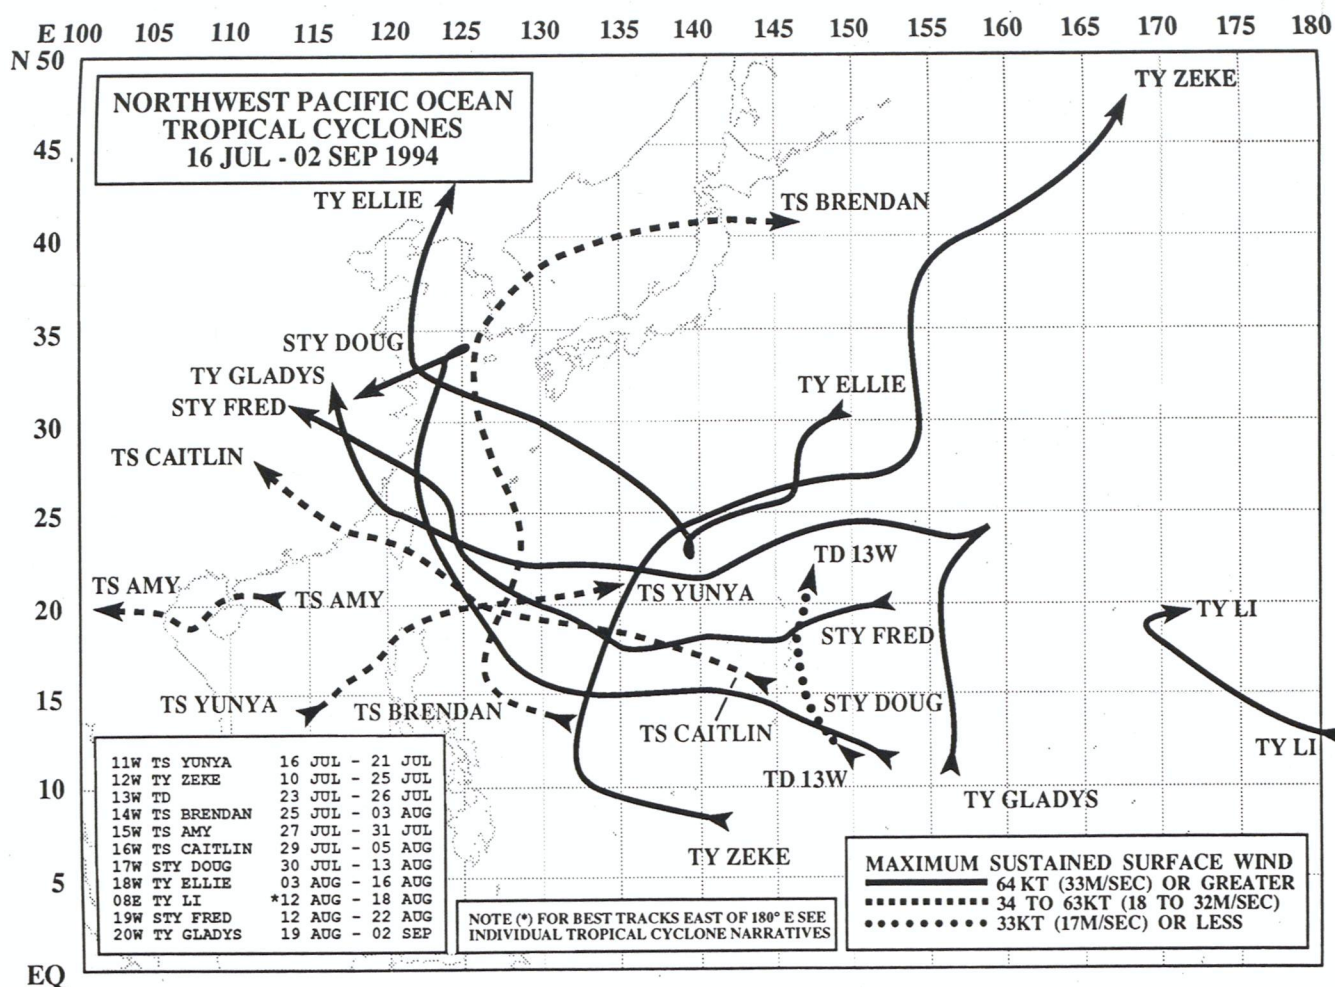 E 100 105 110 115 120 125 130 135 140 145 150 155 160 165 170 175 180
N 50
NORTHWEST PACIFIC OCEAN
TROPICAL CYCLONES
16 JUL - 02 SEP 1994
TY ZEKE
45
TY ELLIE
TS BRENDAN
40
35
STY DOUG
TY GLADYS
TY ELLIE
STY FRED
30
TS CAITLIN
25
TD 13W
TS AMY
TS AMY
TS YUNYA
20
TY LI
STY FRED
15
TS YUNYA
TS BRENDAN
STY DOUG
TS CAITLIN
TY LI
TD 13W
10
TY GLADYS
TY ZEKE
5
EQ
11W TS YUNYA 16 JUL - 21 JUL
12W TY ZEKE 10 JUL - 25 JUL
13W TD 23 JUL - 26 JUL
14W TS BRENDAN 25 JUL - 03 AUG
15W TS AMY 27 JUL - 31 JUL
16W TS CAITLIN 29 JUL - 05 AUG
17W STY DOUG 30 JUL - 13 AUG
18W TY ELLIE 03 AUG - 16 AUG
08E TY LI *12 AUG - 18 AUG
19W STY FRED 12 AUG - 22 AUG
20W TY GLADYS 19 AUG - 02 SEP
NOTE (*) FOR BEST TRACKS EAST OF 180° E SEE
INDIVIDUAL TROPICAL CYCLONE NARRATIVES
MAXIMUM SUSTAINED SURFACE WIND
64 KT (33M/SEC) OR GREATER
34 TO 63KT (18 TO 32M/SEC)
33KT (17M/SEC) OR LESS